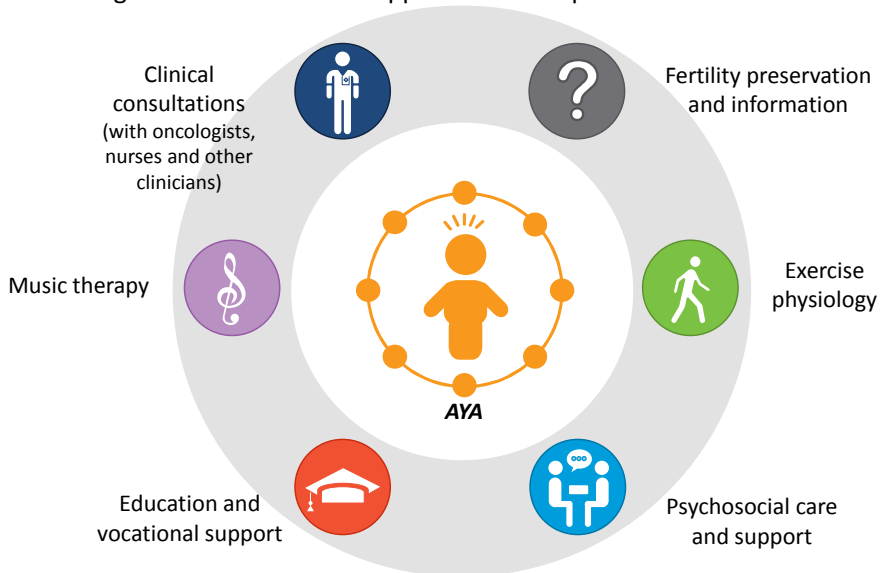 Clinical
consultations
(with oncologists,
nurses and other
clinicians)
Fertility preservation
and information
Music therapy
Exercise
physiology
AYA
Education and
vocational support
Psychosocial care
and support